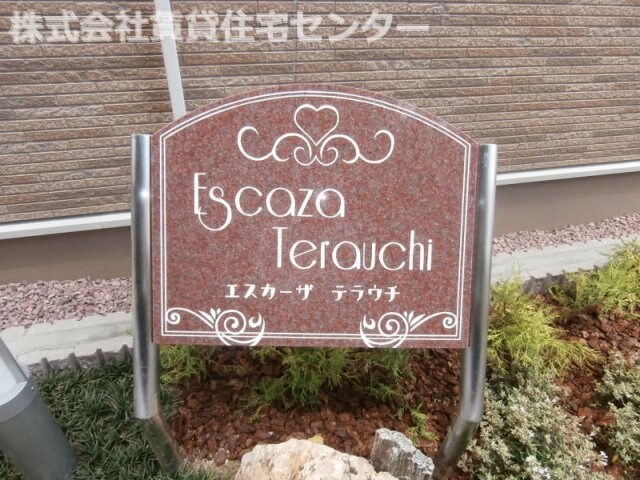 株式会社賃貸住宅センター
Escaza
Terauchi
エスカーザ テラウチ